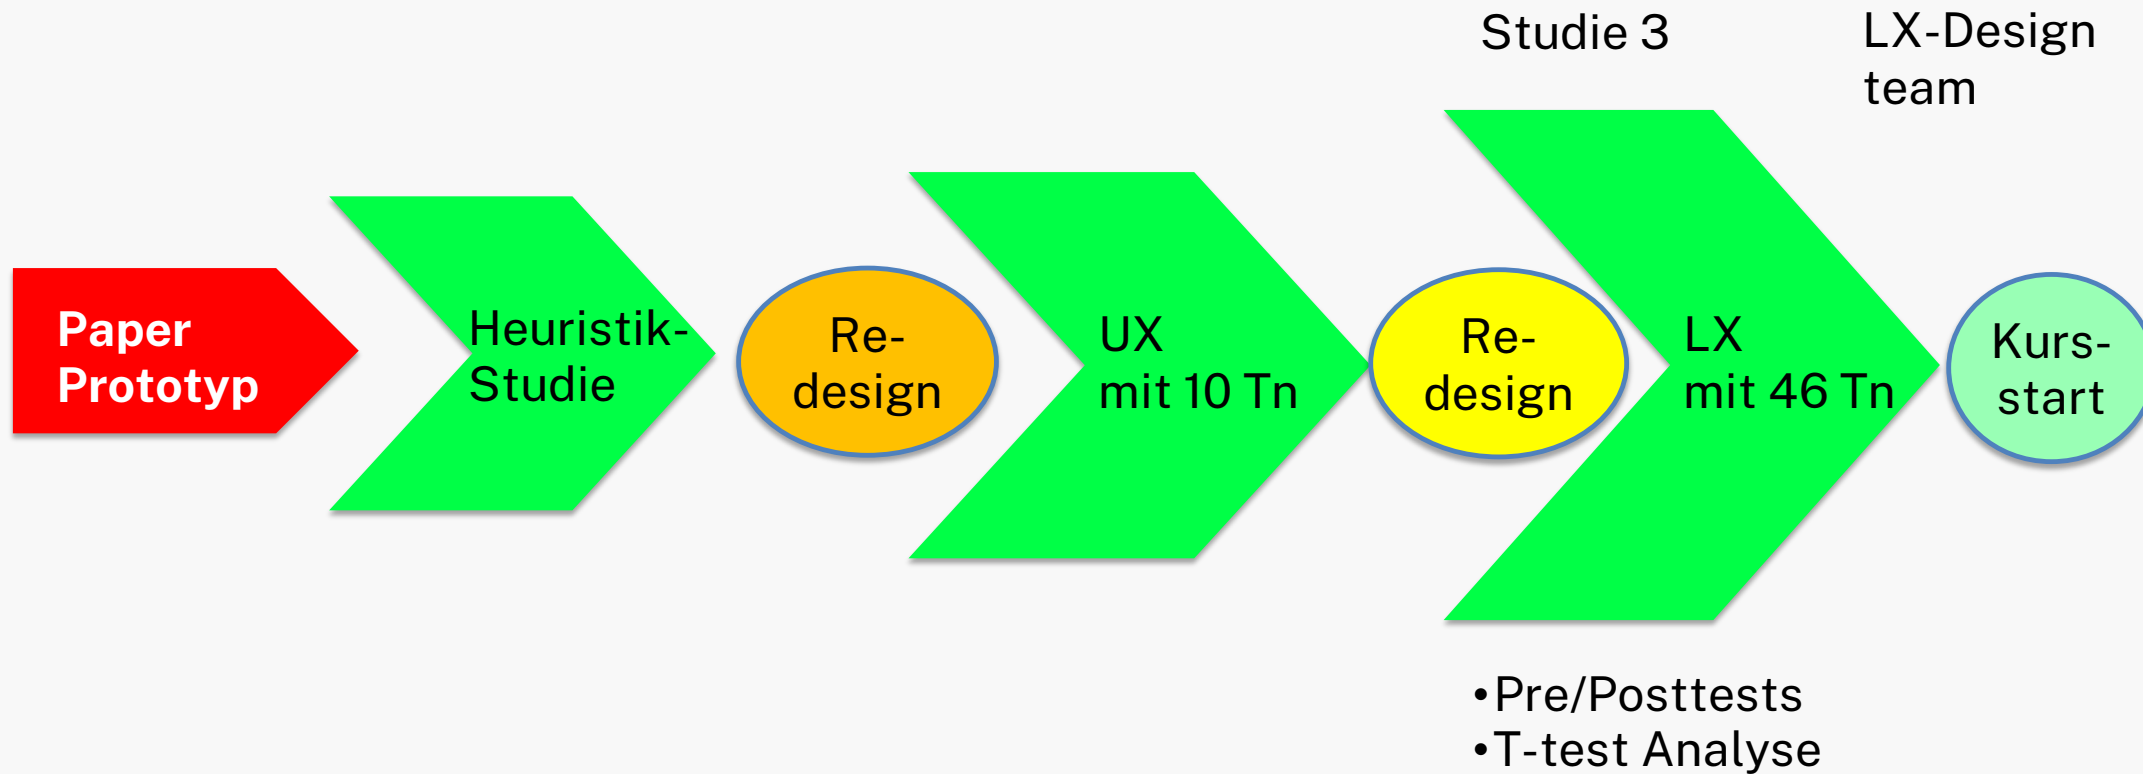 Studie 3
LX-Design
team
Paper
Prototyp
Heuristik-
Studie
Re-
design
UX
mit 10 Tn
Re-
design
LX
mit 46 Tn
Kurs-
start
•Pre/Posttests
•T-test Analyse